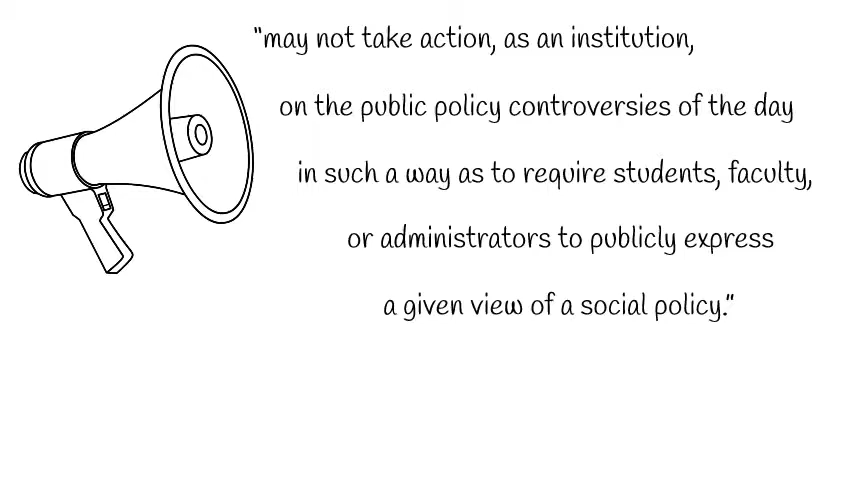 "may not take action, as an institution,
on the public policy controversies of the day
in such a way as to require students, faculty,
or administrators to publicly express
a given view of a social policy."